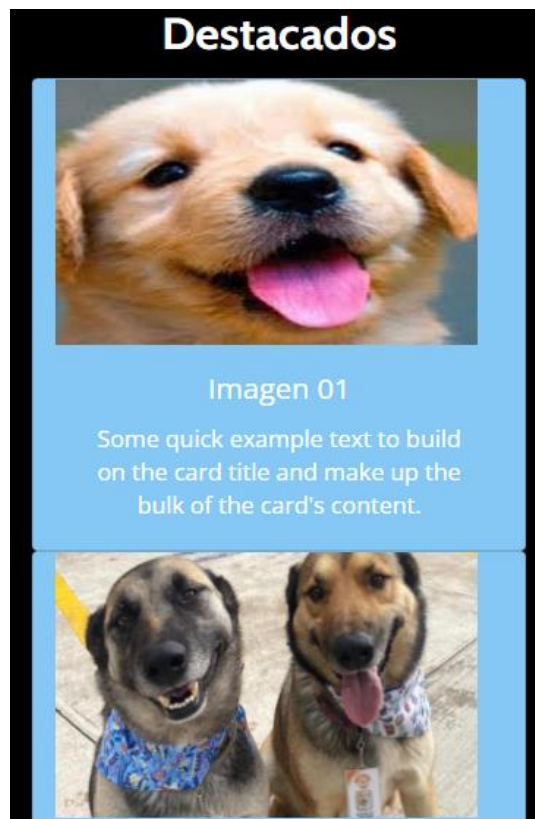 Destacados
Imagen 01
Some quick example text to build
on the card title and make up the
bulk of the card's content.